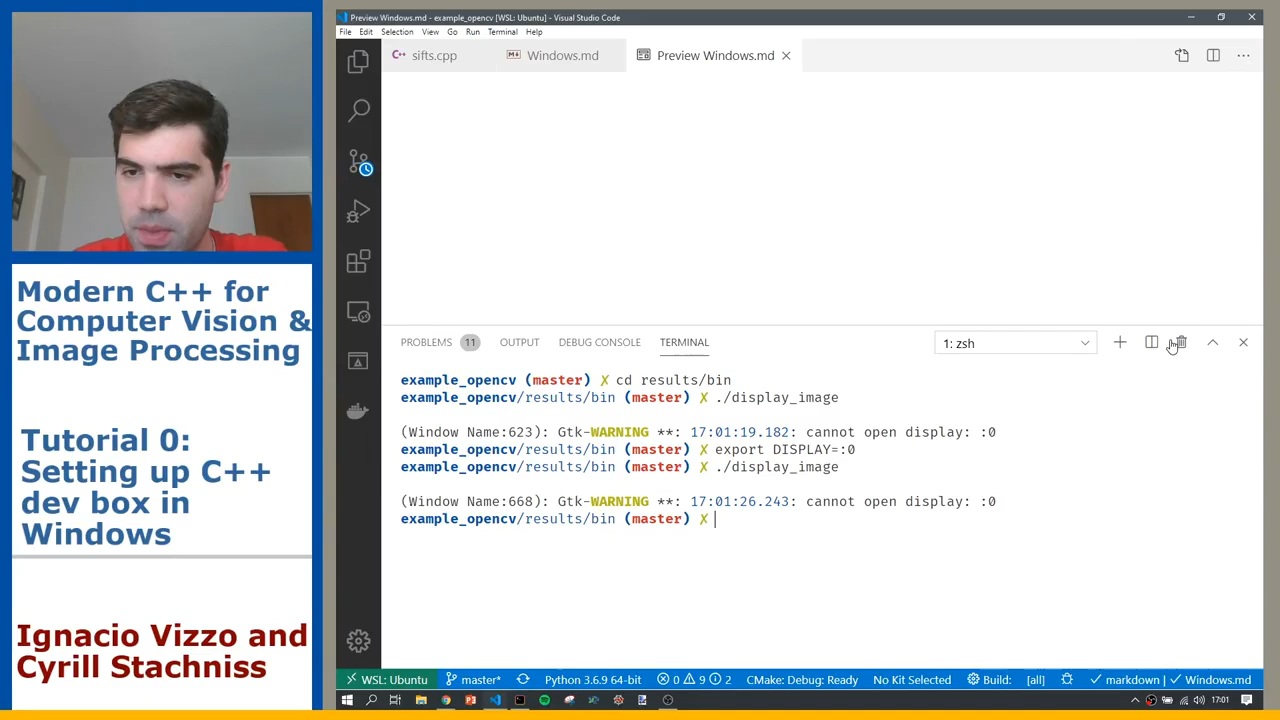 Preview Windows.md - example_opencv [WSL: Ubuntu] - Visual Studio Code
File Edit Selection View Go Run Terminal Help
sifts.cpp Windows.md Preview Windows.md
PROBLEMS 11 OUTPUT DEBUG CONSOLE TERMINAL 1: zsh
example_opencv (master) ✗ cd results/bin
example_opencv/results/bin (master) ✗ ./display_image
(Window Name:623): Gtk-WARNING **: 17:01:19.182: cannot open display: :0
example_opencv/results/bin (master) ✗ export DISPLAY=:0
example_opencv/results/bin (master) ✗ ./display_image
(Window Name:668): Gtk-WARNING **: 17:01:26.243: cannot open display: :0
example_opencv/results/bin (master) ✗
WSL: Ubuntu master* Python 3.6.9 64-bit 0 9 2 CMake: Debug: Ready No Kit Selected Build: [all] markdown | Windows.md
17:01
Modern C++ for
Computer Vision &
Image Processing
Tutorial 0:
Setting up C++
dev box in
Windows
Ignacio Vizzo and
Cyrill Stachniss